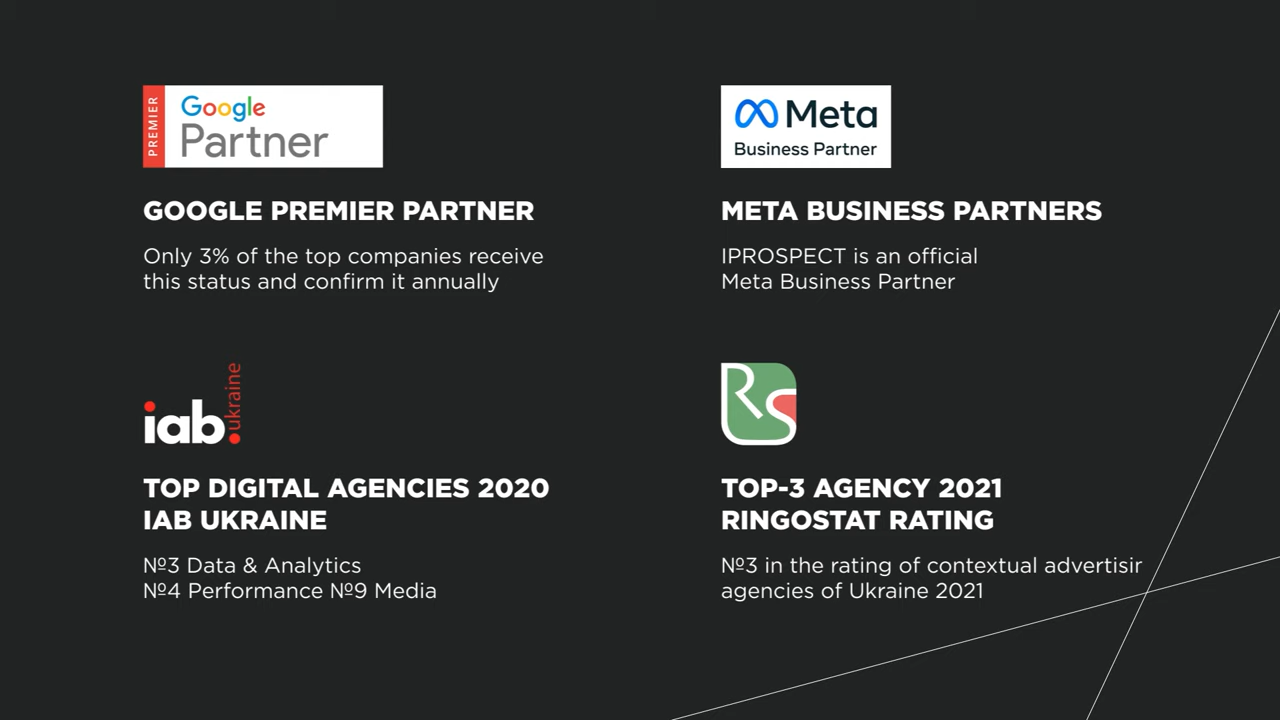 PREMIER
Google
Partner
GOOGLE PREMIER PARTNER
Only 3% of the top companies receive
this status and confirm it annually
Meta
Business Partner
META BUSINESS PARTNERS
IPROSPECT is an official
Meta Business Partner
iab.ukraine
TOP DIGITAL AGENCIES 2020
IAB UKRAINE
№3 Data & Analytics
№4 Performance №9 Media
RS
TOP-3 AGENCY 2021
RINGOSTAT RATING
№3 in the rating of contextual advertisir
agencies of Ukraine 2021